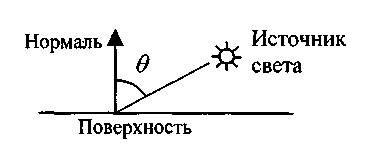 Нормаль
θ
Источник
света
Поверхность